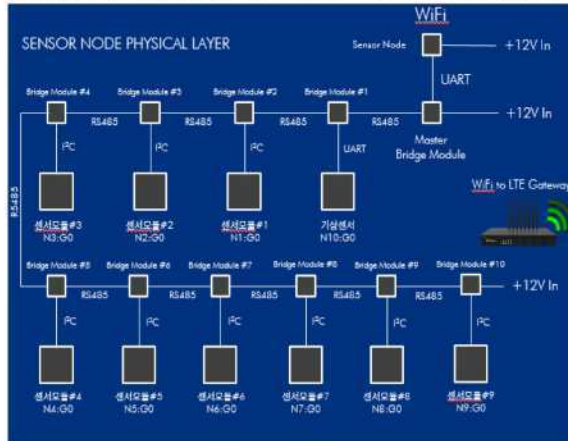 WiFi
SENSOR NODE PHYSICAL LAYER
Sensor Node
+12V In
UART
Bridge Module #4
Bridge Module #3
Bridge Module #2
Bridge Module #1
+12V In
RS485
RS485
RS485
RS485
Master
Bridge Module
I²C
I²C
I²C
UART
WiFi to LTE Gateway
RS485
센서모듈#3
센서모듈#2
센서모듈#1
기상센서
N3:G0
N2:G0
N1:G0
N10:G0
Bridge Module #5
Bridge Module #6
Bridge Module #7
Bridge Module #8
Bridge Module #9
Bridge Module #10
+12V In
RS485
RS485
RS485
RS485
RS485
I²C
I²C
I²C
I²C
I²C
I²C
센서모듈#4
센서모듈#5
센서모듈#6
센서모듈#7
센서모듈#8
센서모듈#9
N4:G0
N5:G0
N6:G0
N7:G0
N8:G0
N9:G0